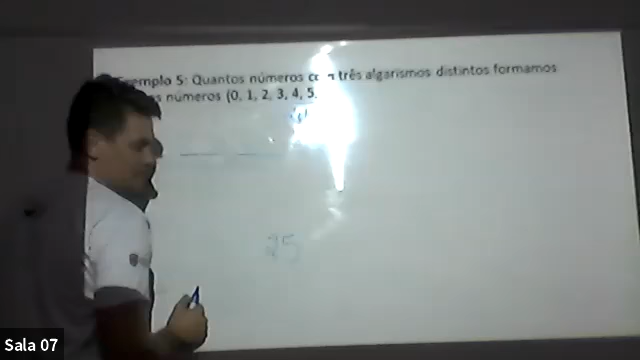 Exemplo 5: Quantos números com três algarismos distintos formamos
números (0, 1, 2, 3, 4, 5,
25
Sala 07